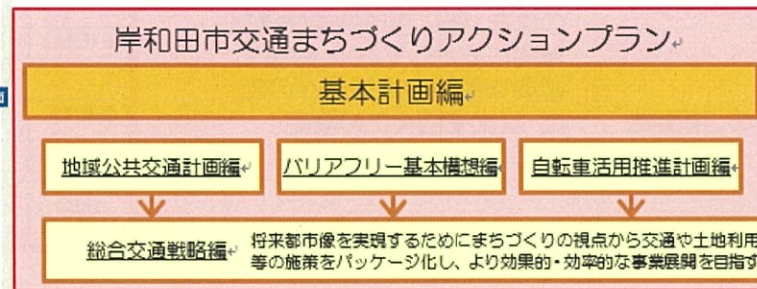 岸和田市交通まちづくりアクションプラン
基本計画編
地域公共交通計画編
バリアフリー基本構想編
自転車活用推進計画編
総合交通戦略編
将来都市像を実現するためにまちづくりの視点から交通や土地利用
等の施策をパッケージ化し、より効果的・効率的な事業展開を目指す